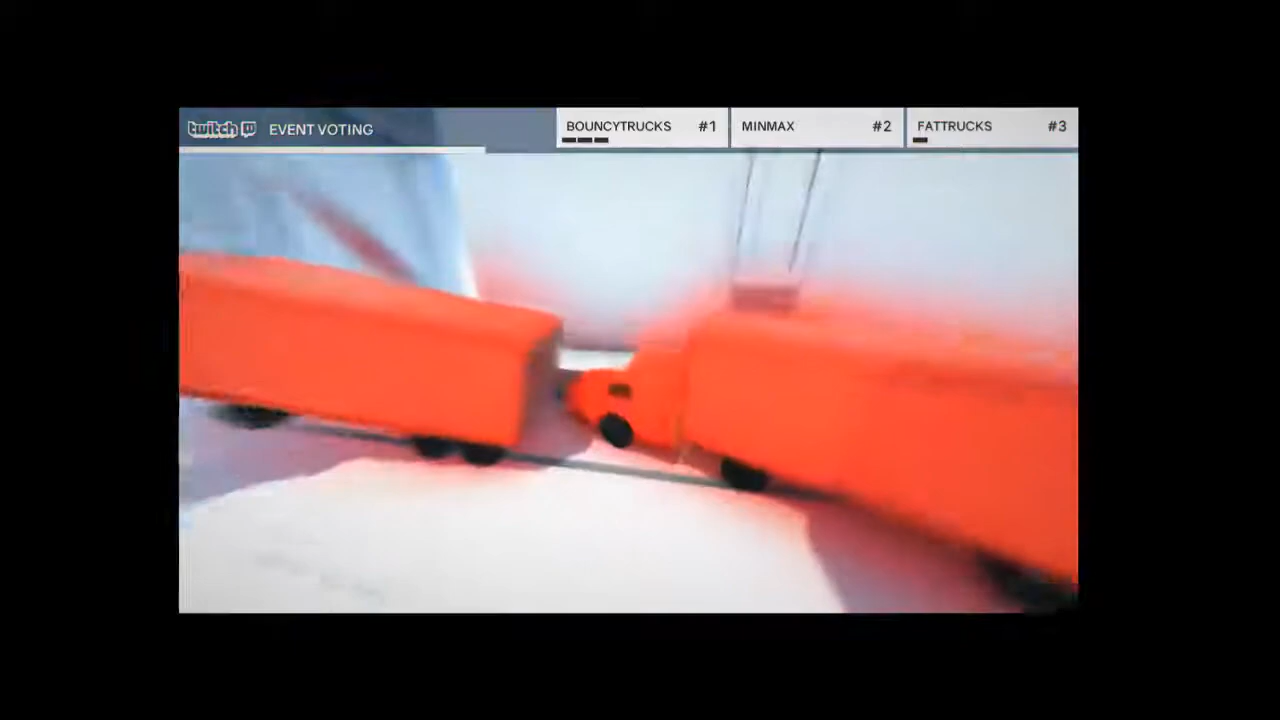 twitch EVENT VOTING
BOUNCYTRUCKS #1
MINMAX #2
FATTRUCKS #3